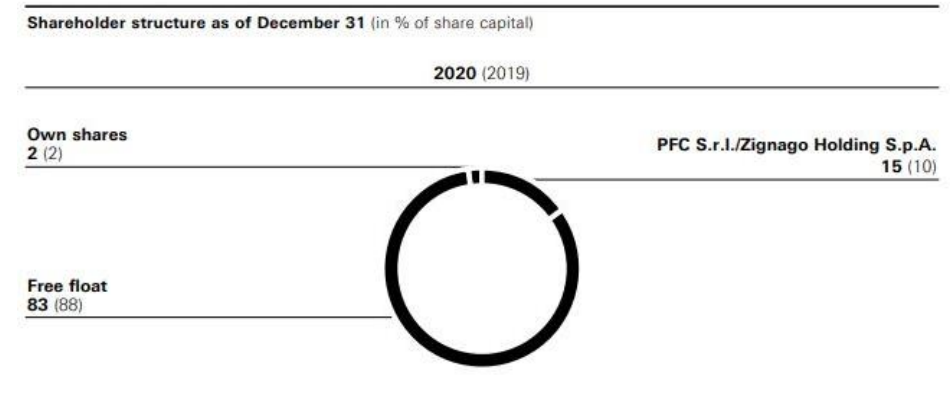 Shareholder structure as of December 31 (in % of share capital)
2020 (2019)
Own shares
2 (2)
PFC S.r.l./Zignago Holding S.p.A.
15 (10)
Free float
83 (88)